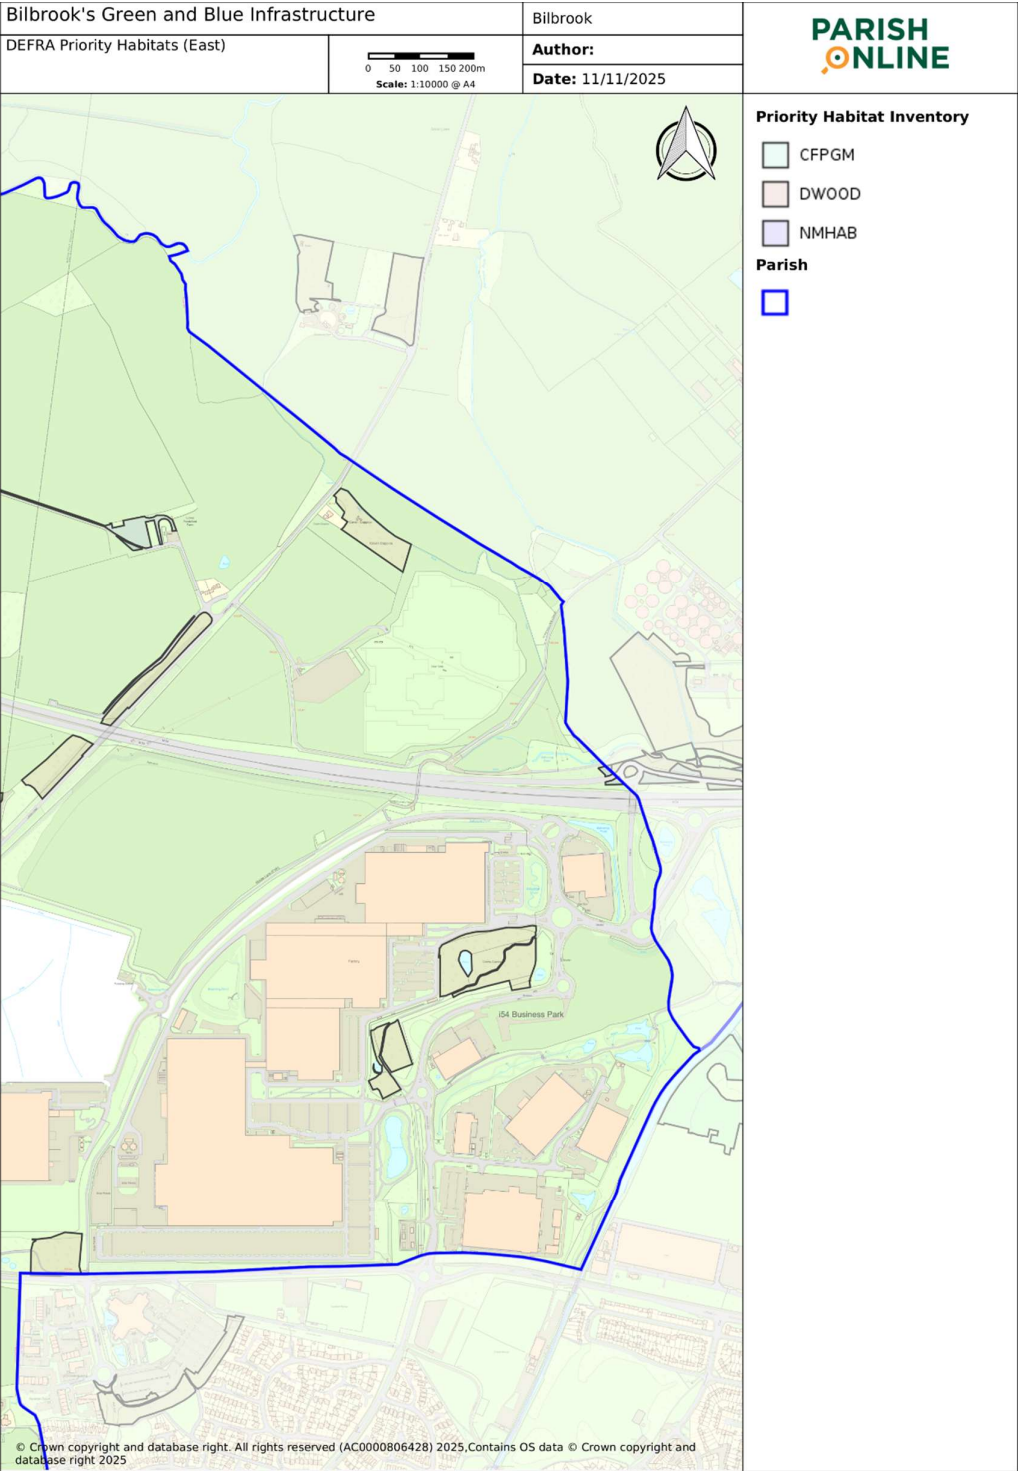 Bilbrook's Green and Blue Infrastructure
DEFRA Priority Habitats (East)
0 50 100 150 200m
Scale: 1:10000 @ A4
Bilbrook
Author:
Date: 11/11/2025
PARISH
ONLINE
Priority Habitat Inventory
CFPGM
DWOOD
NMHAB
Parish
i54 Business Park
© Crown copyright and database right. All rights reserved (AC0000806428) 2025,Contains OS data © Crown copyright and
database right 2025